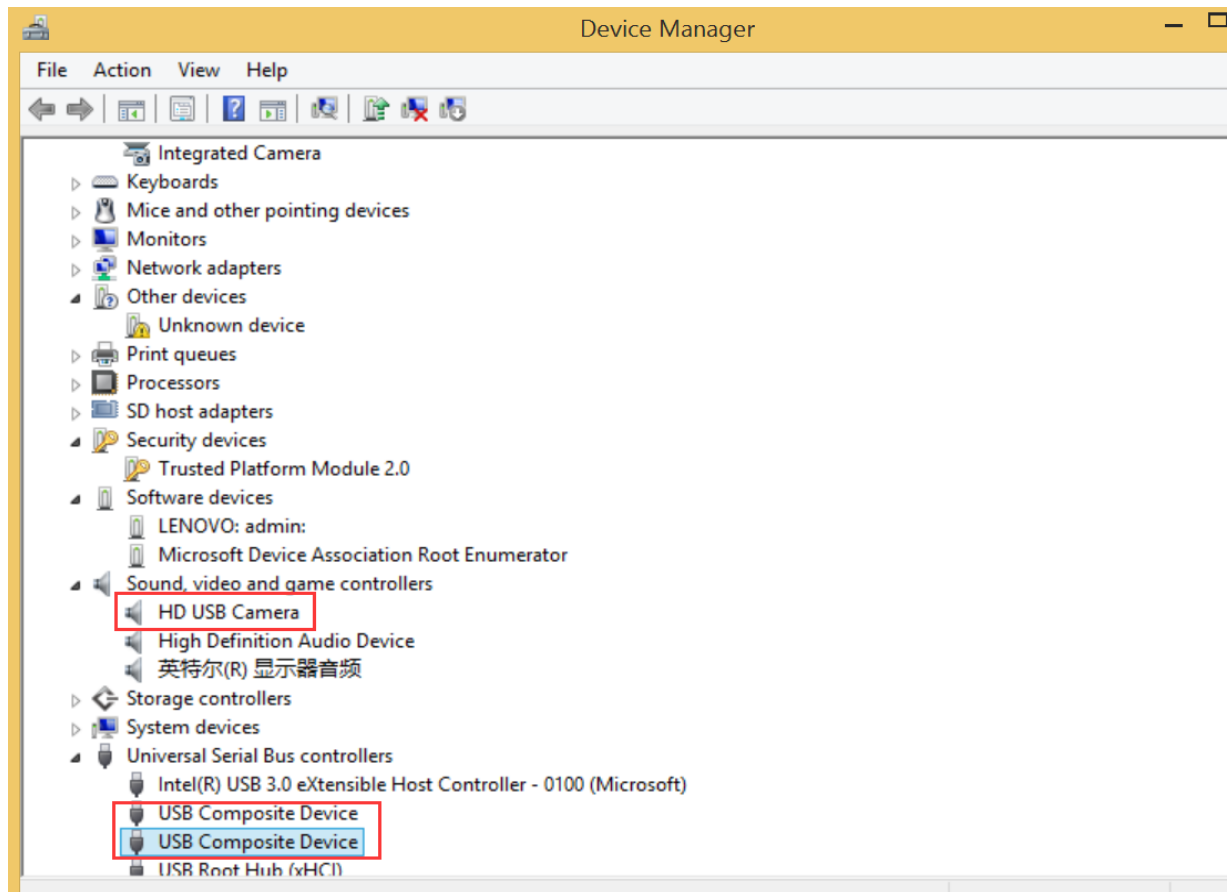 Device Manager
File Action View Help
Integrated Camera
Keyboards
Mice and other pointing devices
Monitors
Network adapters
Other devices
Unknown device
Print queues
Processors
SD host adapters
Security devices
Trusted Platform Module 2.0
Software devices
LENOVO: admin:
Microsoft Device Association Root Enumerator
Sound, video and game controllers
HD USB Camera
High Definition Audio Device
英特尔(R) 显示器音频
Storage controllers
System devices
Universal Serial Bus controllers
Intel(R) USB 3.0 eXtensible Host Controller - 0100 (Microsoft)
USB Composite Device
USB Composite Device
USB Root Hub (xHCI)